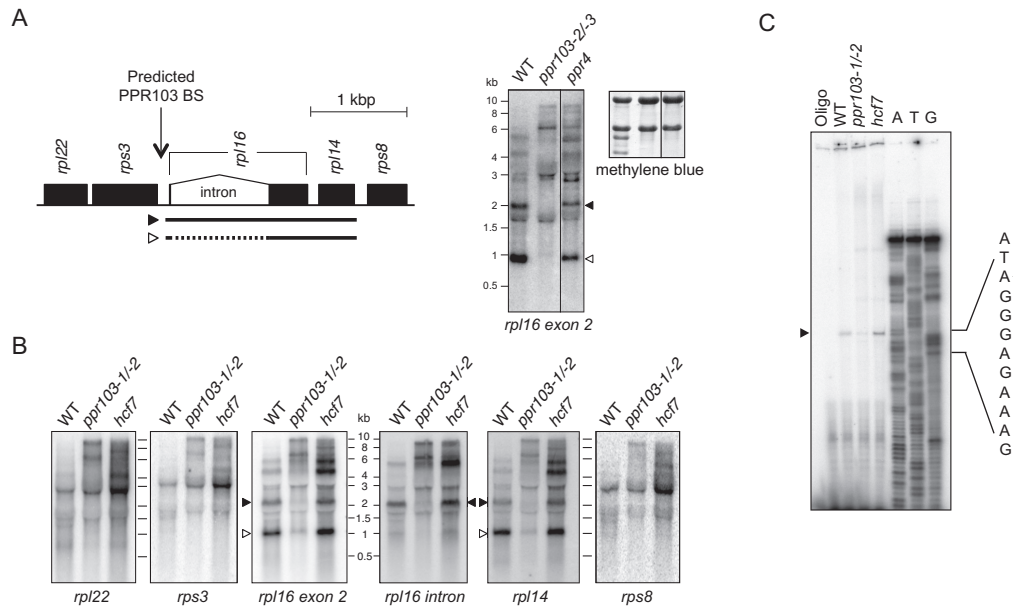 A
Predicted
PPR103 BS
1 kbp
rpl22
rps3
rpl16
rpl14
rps8
intron
WT
ppr103-2/-3
ppr4
kb
10
6
4
3
2
1.5
1
0.5
rpl16 exon 2
methylene blue
B
WT
ppr103-1/-2
hcf7
rpl22
WT
ppr103-1/-2
hcf7
rps3
WT
ppr103-1/-2
hcf7
rpl16 exon 2
kb
10
6
4
3
2
1.5
1
0.5
WT
ppr103-1/-2
hcf7
rpl16 intron
WT
ppr103-1/-2
hcf7
rpl14
WT
ppr103-1/-2
hcf7
rps8
C
Oligo
WT
ppr103-1/-2
hcf7
A T G
A
T
A
G
G
G
A
G
A
A
A
G